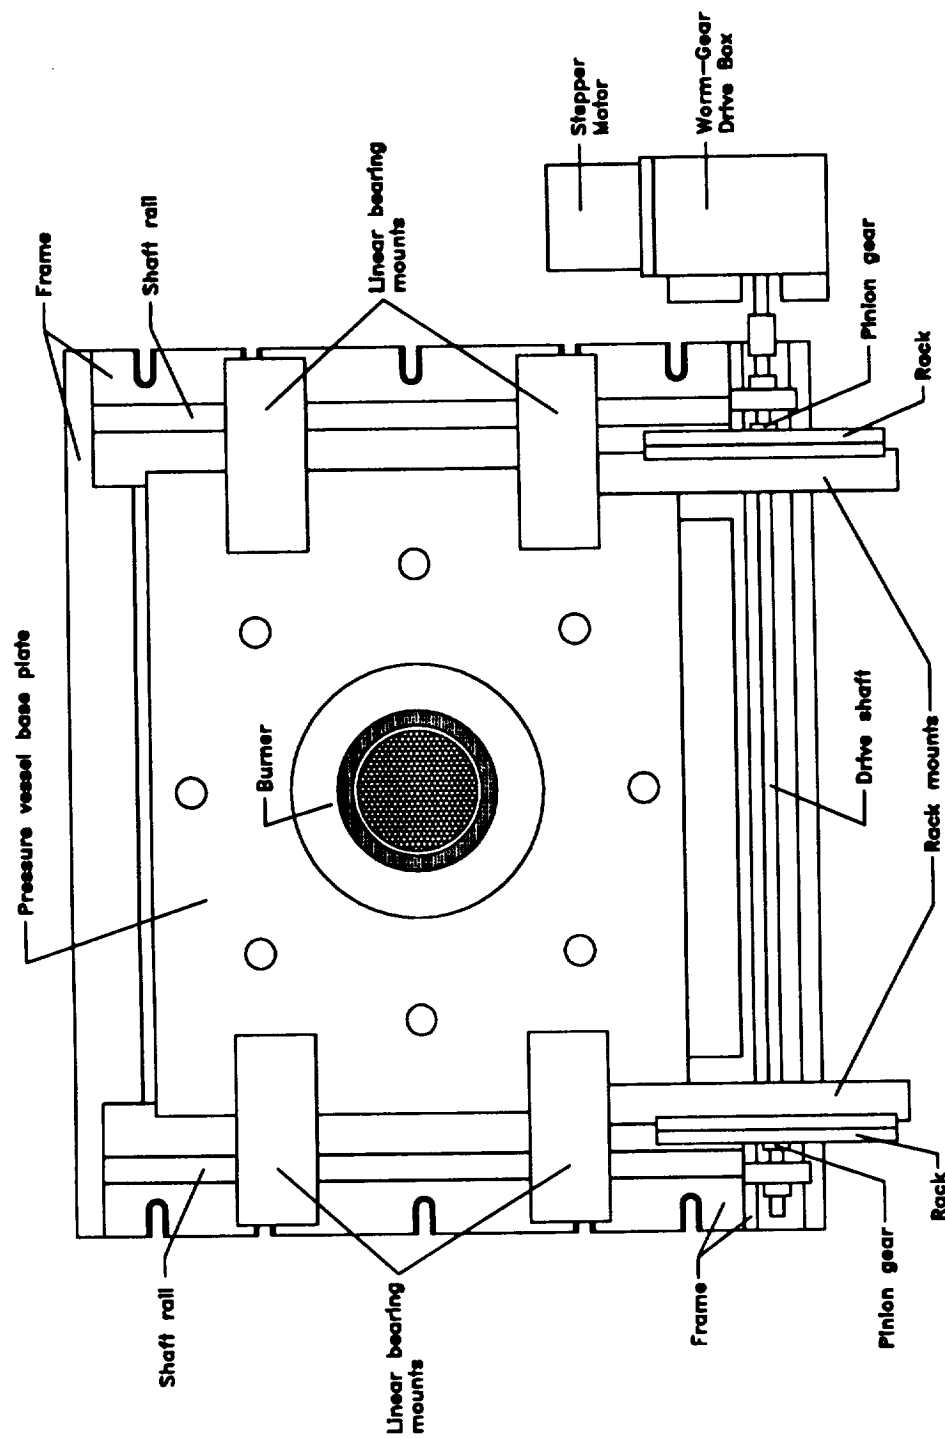 Pressure vessel base plate
Frame
Shaft rail
Shaft rail
Burner
Linear bearing
mounts
Linear bearing
mounts
Stepper
Motor
Worm-Gear
Drive Box
Frame
Drive shaft
Pinion gear
Pinion gear
Rack
Rack mounts
Rack